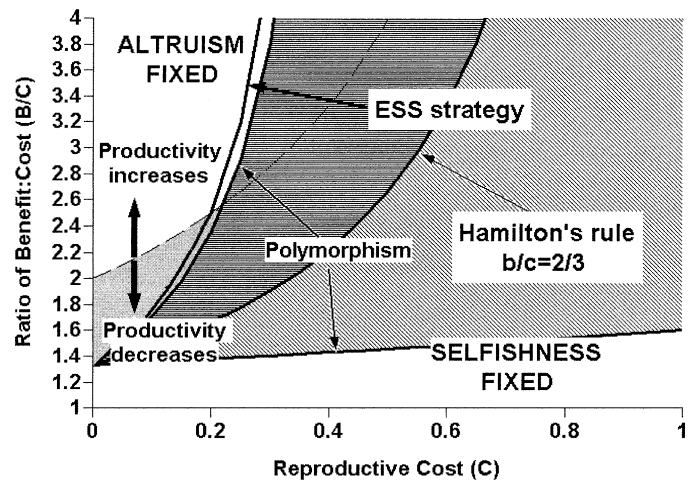 4
3.8
3.6
3.4
3.2
3
2.8
2.6
2.4
2.2
2
1.8
1.6
1.4
1.2
1
Ratio of Benefit:Cost (B/C)
ALTRUISM
FIXED
ESS strategy
Productivity
increases
Hamilton's rule
b/c=2/3
Polymorphism
Productivity
decreases
SELFISHNESS
FIXED
0 0.2 0.4 0.6 0.8 1
Reproductive Cost (C)